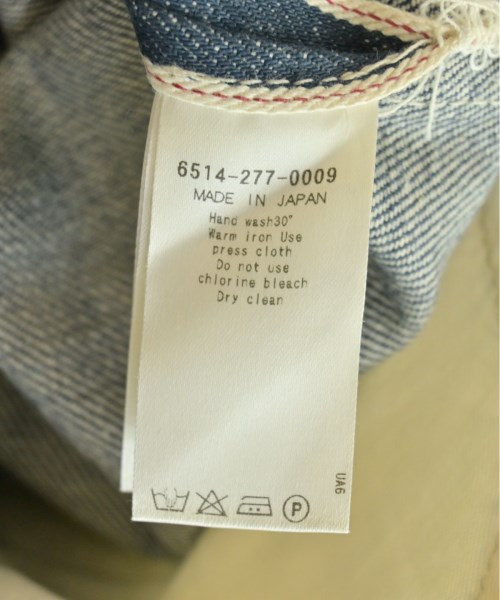 6514-277-0009
MADE IN JAPAN
Hand wash30°
Warm iron Use
press cloth
Do not use
chlorine bleach
Dry clean
UA6
P